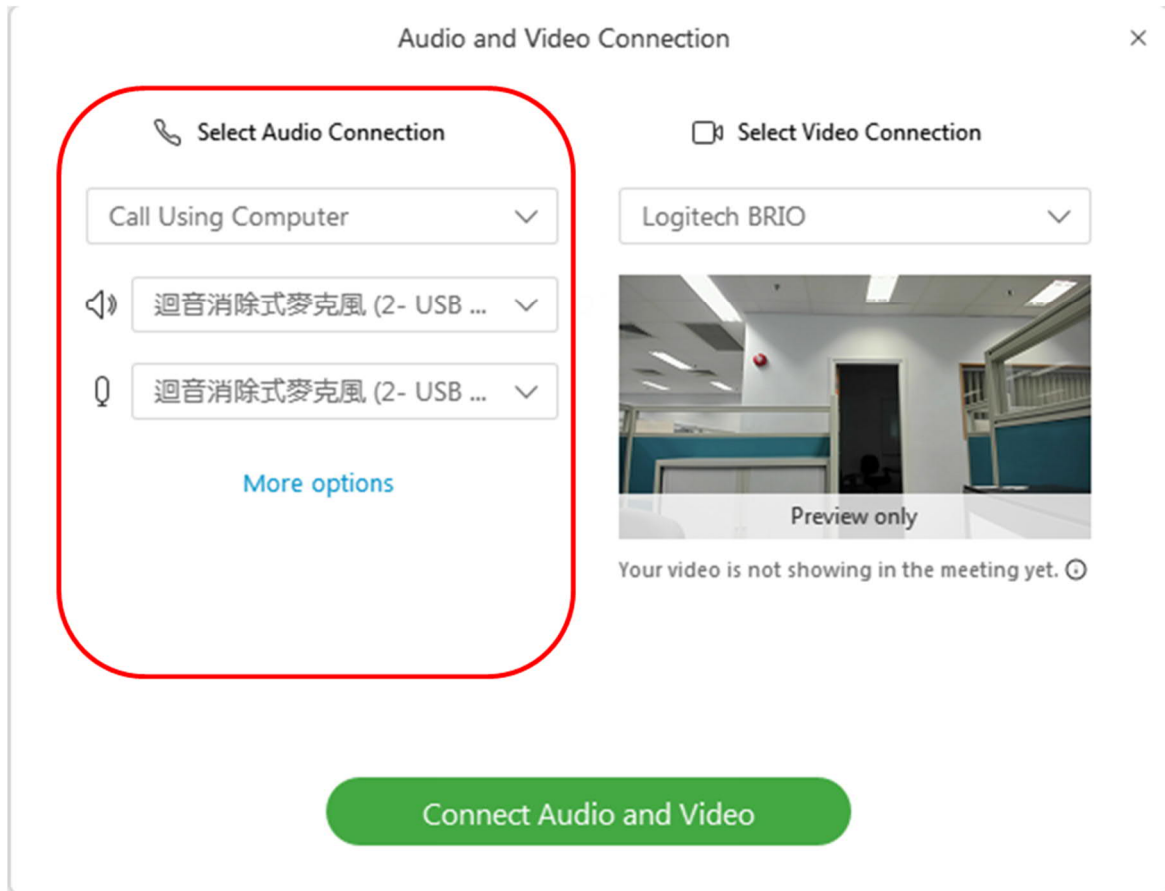 Audio and Video Connection
Select Audio Connection
Call Using Computer
迴音消除式麥克風 (2- USB ...
迴音消除式麥克風 (2- USB ...
More options
Select Video Connection
Logitech BRIO
Preview only
Your video is not showing in the meeting yet.
Connect Audio and Video